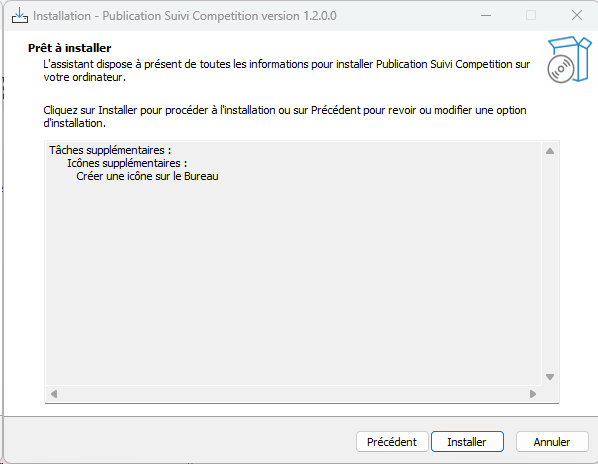 Installation - Publication Suivi Competition version 1.2.0.0
Prêt à installer
L'assistant dispose à présent de toutes les informations pour installer Publication Suivi Competition sur
votre ordinateur.
Cliquez sur Installer pour procéder à l'installation ou sur Précédent pour revoir ou modifier une option
d'installation.
Tâches supplémentaires :
Icônes supplémentaires :
Créer une icône sur le Bureau
Précédent
Installer
Annuler